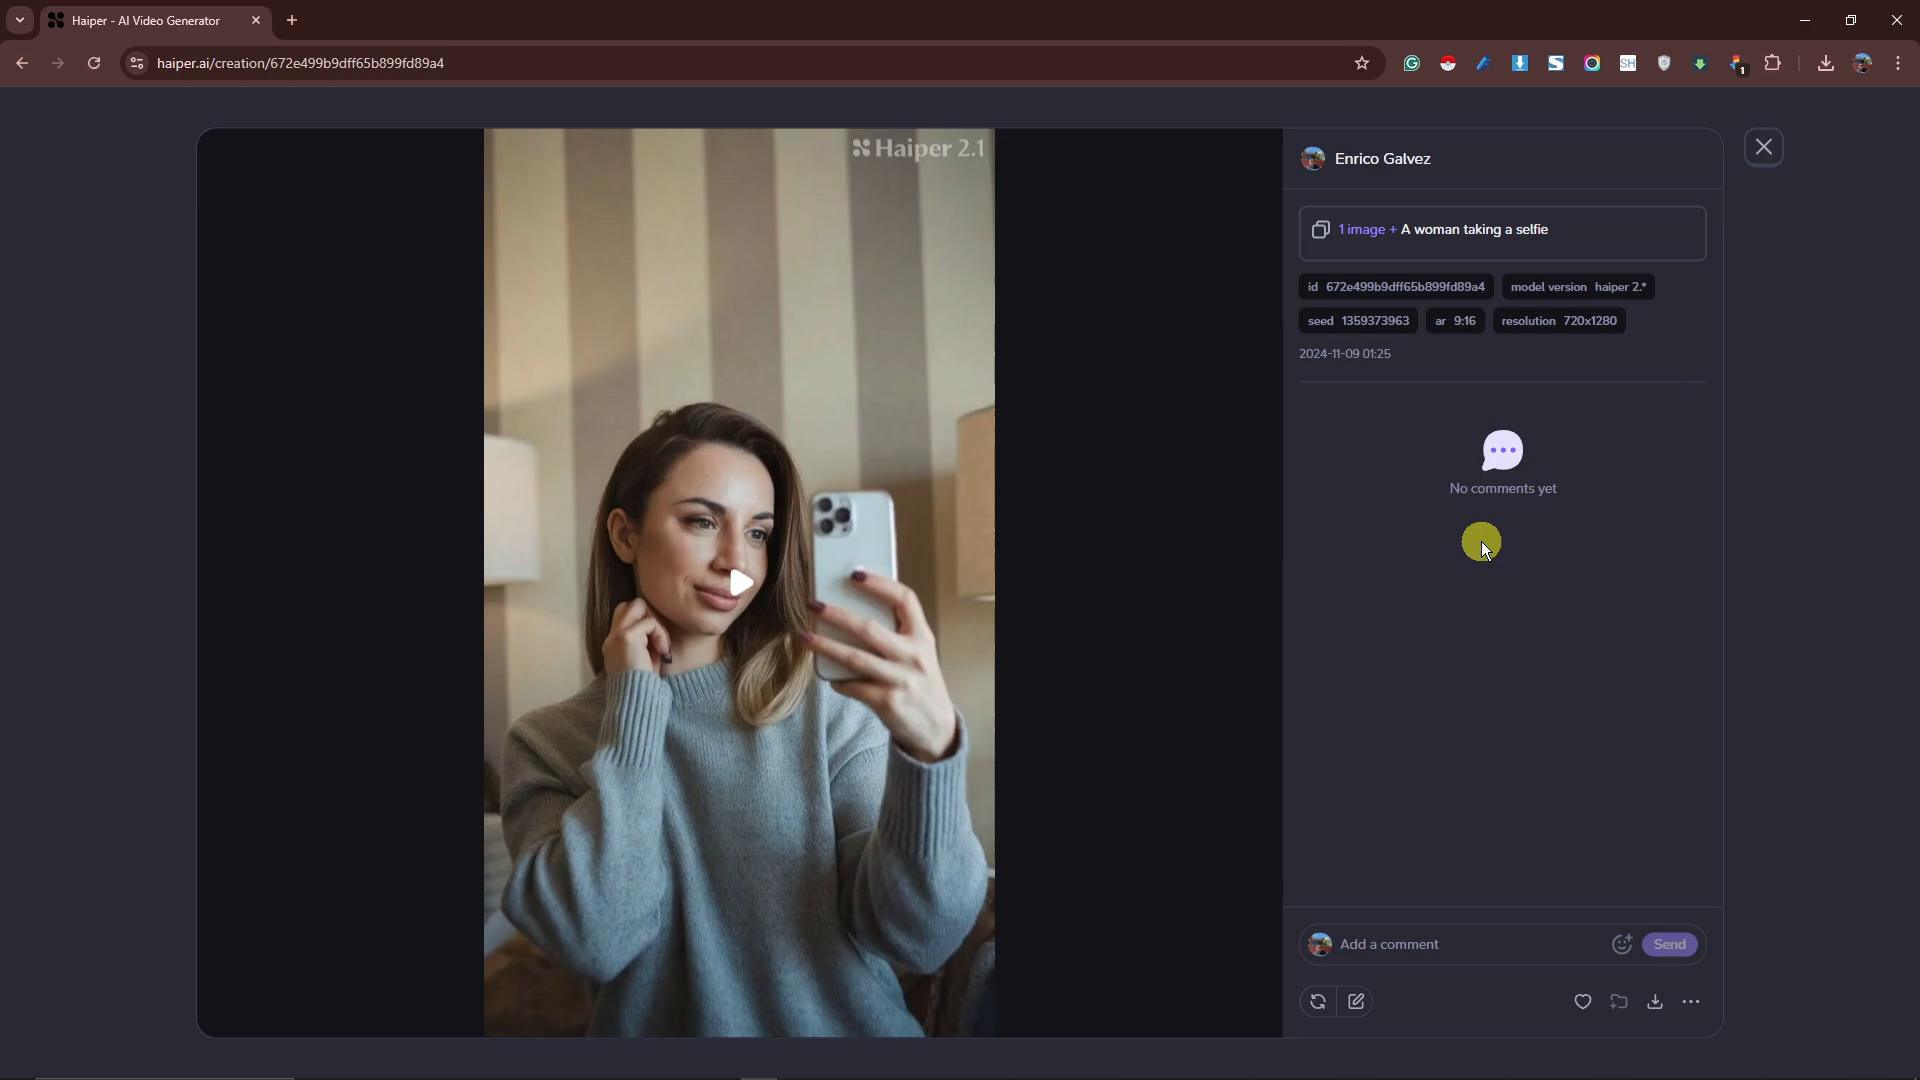 Haiper - AI Video Generator
haiper.ai/creation/672e499b9dff65b899fd89a4
SH
1
Haiper 2.1
Enrico Galvez
1 image + A woman taking a selfie
id 672e499b9dff65b899fd89a4
model version haiper 2.*
seed 1359373963
ar 9:16
resolution 720x1280
2024-11-09 01:25
No comments yet
Add a comment
Send